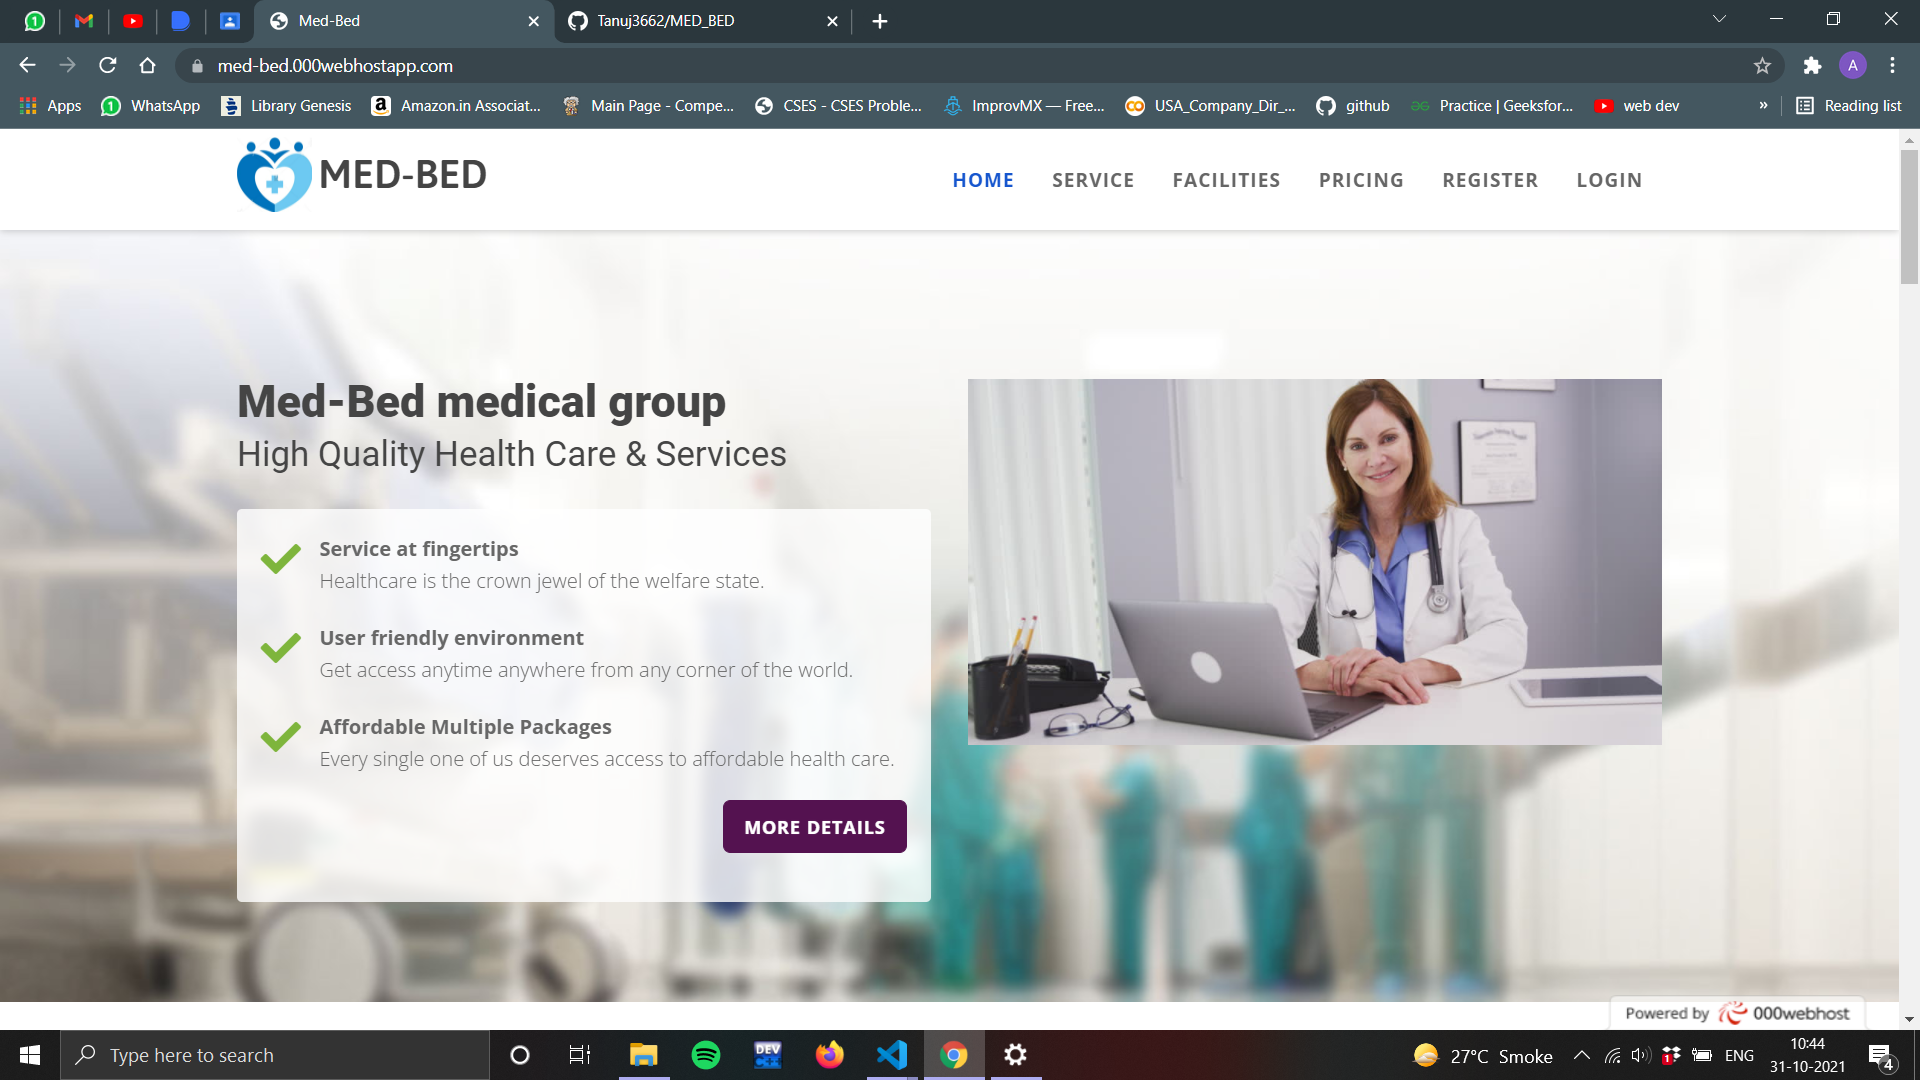 Med-Bed
Tanuj3662/MED_BED
med-bed.000webhostapp.com
A
Apps
WhatsApp
Library Genesis
Amazon.in Associat...
Main Page - Compe...
CSES - CSES Proble...
ImprovMX — Free...
USA_Company_Dir_...
github
Practice | Geeksfor...
web dev
»
Reading list
MED-BED
HOME
SERVICE
FACILITIES
PRICING
REGISTER
LOGIN
Med-Bed medical group
High Quality Health Care & Services
Service at fingertips
Healthcare is the crown jewel of the welfare state.
User friendly environment
Get access anytime anywhere from any corner of the world.
Affordable Multiple Packages
Every single one of us deserves access to affordable health care.
MORE DETAILS
Powered by 000webhost
Type here to search
DEV
C++
27°C Smoke
1
ENG
10:44
31-10-2021
4